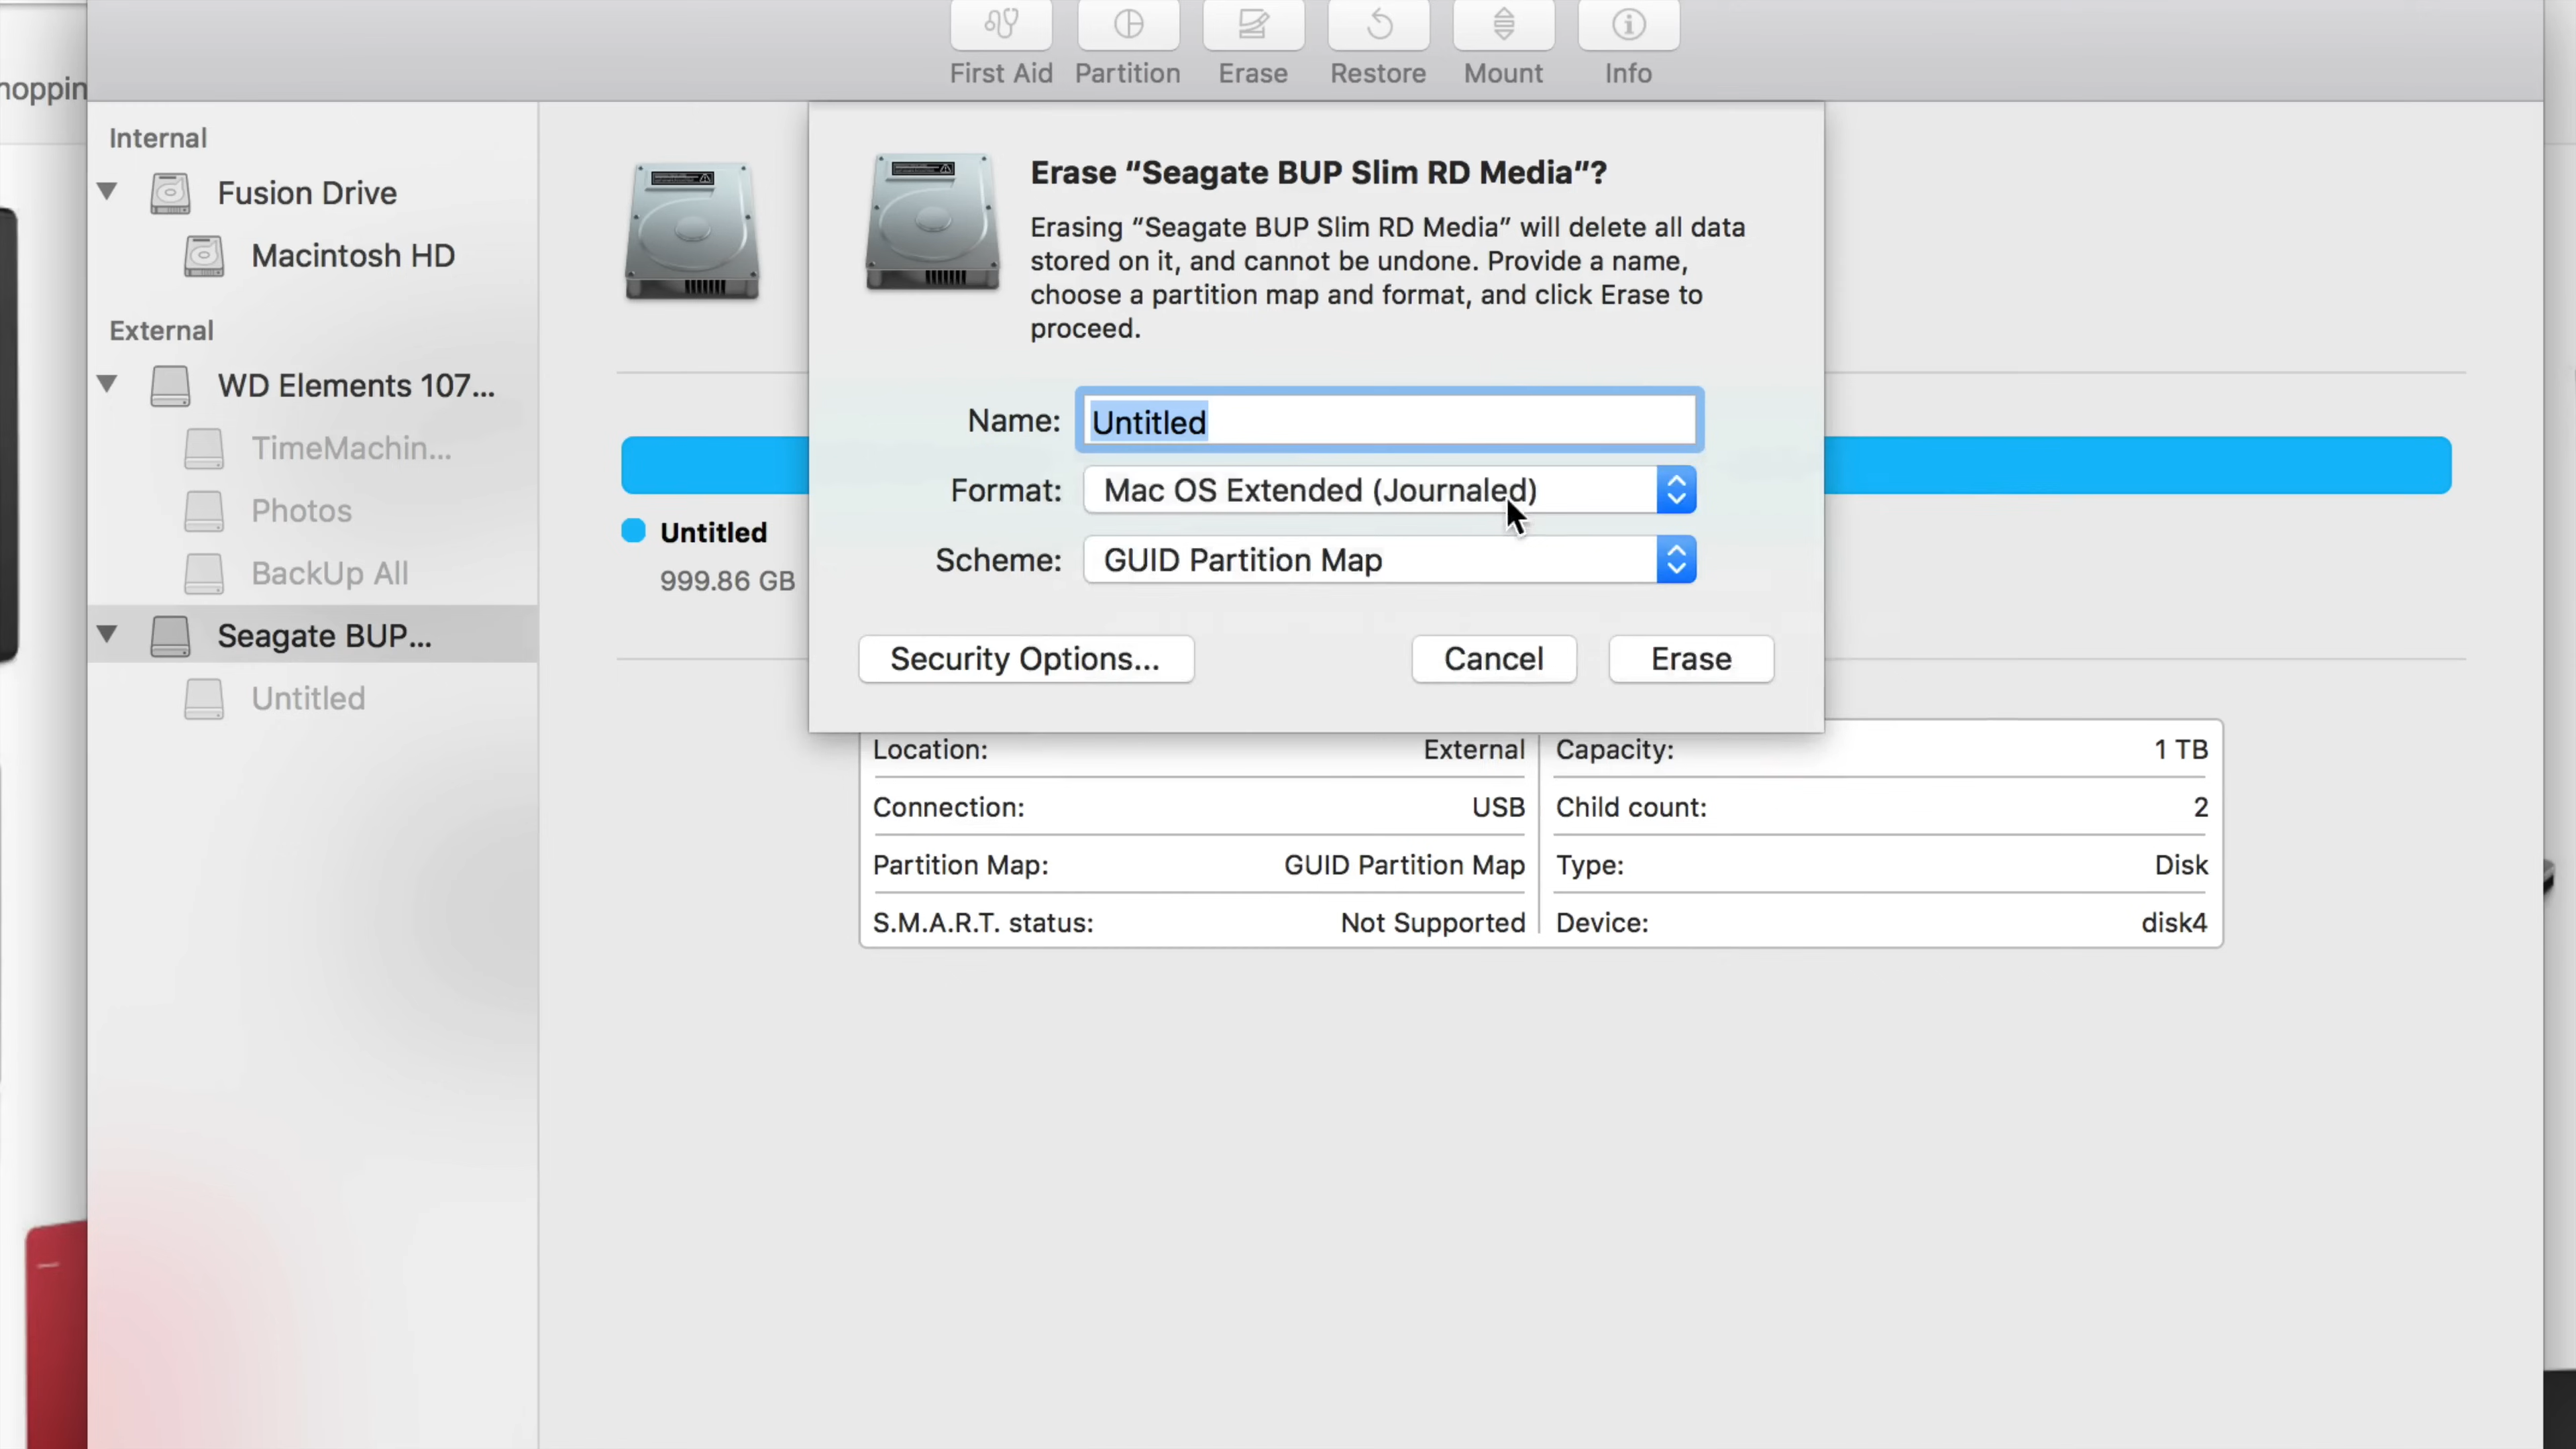 First Aid
Partition
Erase
Restore
Mount
Info
hoppin
Internal
Fusion Drive
Macintosh HD
External
WD Elements 107...
TimeMachin...
Photos
BackUp All
Seagate BUP...
Untitled
Untitled
999.86 GB
Erase “Seagate BUP Slim RD Media”?
Erasing “Seagate BUP Slim RD Media” will delete all data
stored on it, and cannot be undone. Provide a name,
choose a partition map and format, and click Erase to
proceed.
Name: Untitled
Format: Mac OS Extended (Journaled)
Scheme: GUID Partition Map
Security Options...
Cancel
Erase
Location: External
Capacity: 1 TB
Connection: USB
Child count: 2
Partition Map: GUID Partition Map
Type: Disk
S.M.A.R.T. status: Not Supported
Device: disk4